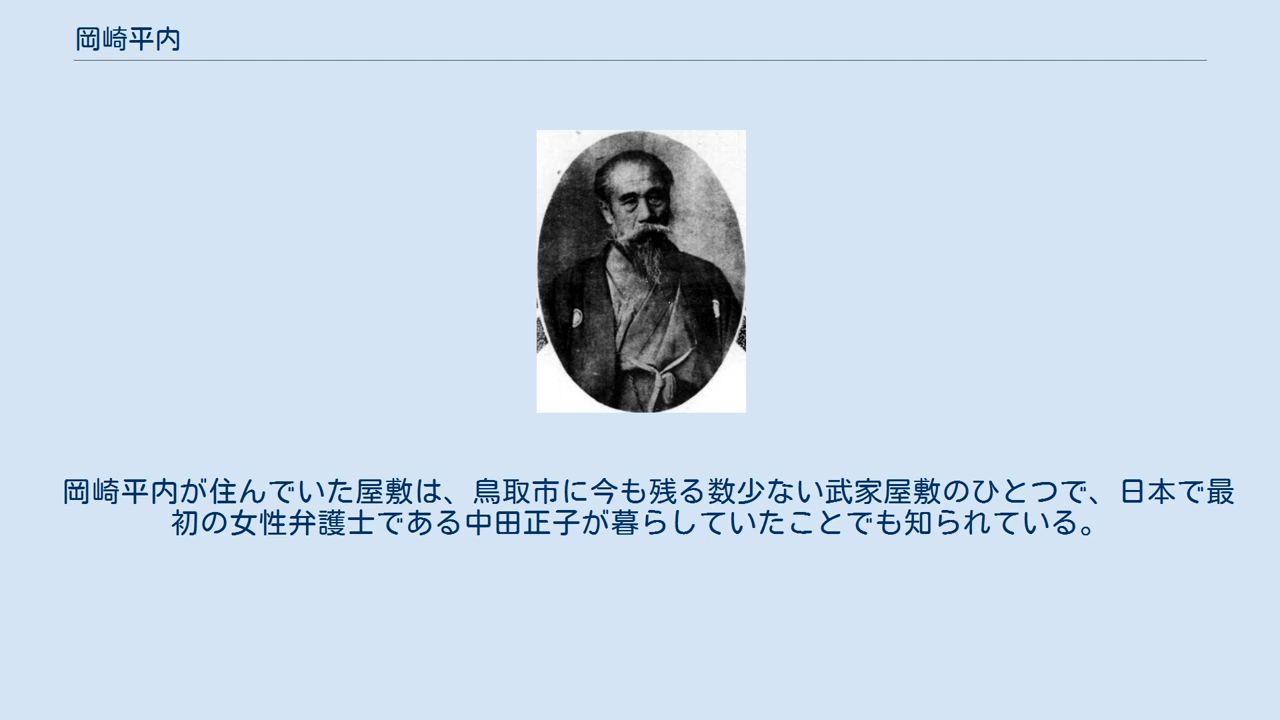 岡崎平内
岡崎平内が住んでいた屋敷は、鳥取市に今も残る数少ない武家屋敷のひとつで、日本で最
初の女性弁護士である中田正子が暮らしていたことでも知られている。